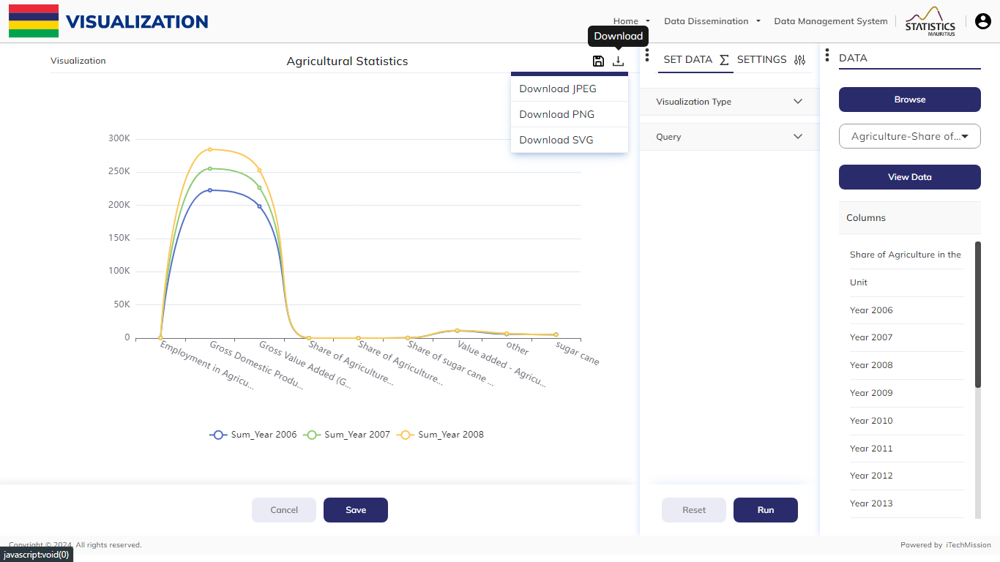 VISUALIZATION
Home
Data Dissemination
Data Management System
STATISTICS
MAURITIUS
Download
Visualization
Agricultural Statistics
Download JPEG
Download PNG
Download SVG
300K
250K
200K
150K
100K
50K
0
Employment in Agricu...
Gross Domestic Produ...
Gross Value Added (G...
Share of Agriculture...
Share of Agriculture...
Share of sugar cane ...
Value added - Agricu...
other
sugar cane
Sum_Year 2006
Sum_Year 2007
Sum_Year 2008
Cancel
Save
SET DATA
SETTINGS
Visualization Type
Query
Reset
Run
DATA
Browse
Agriculture-Share of...
View Data
Columns
Share of Agriculture in the
Unit
Year 2006
Year 2007
Year 2008
Year 2009
Year 2010
Year 2011
Year 2012
Year 2013
Copyright © 2024, All rights reserved.
Powered by iTechMission
javascript:void(0)